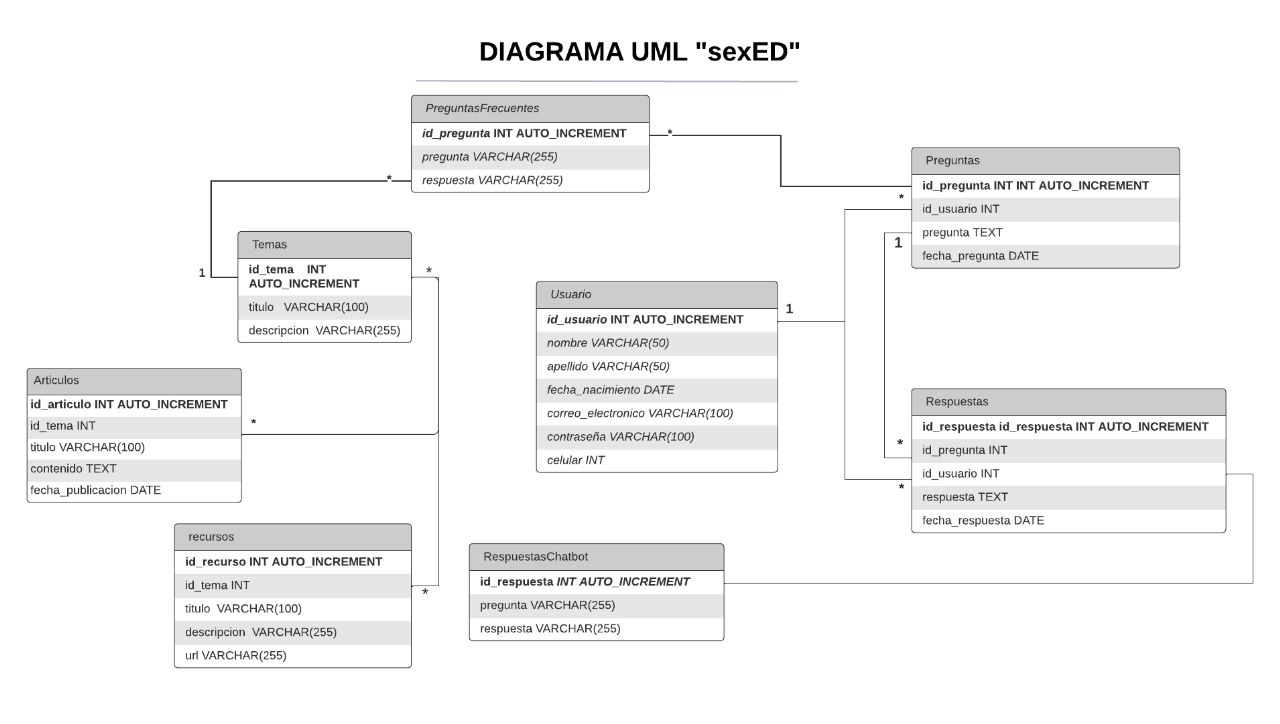 DIAGRAMA UML "sexED"
PreguntasFrecuentes
id_pregunta INT AUTO_INCREMENT
pregunta VARCHAR(255)
respuesta VARCHAR(255)
*
*
Preguntas
id_pregunta INT INT AUTO_INCREMENT
id_usuario INT
pregunta TEXT
fecha_pregunta DATE
*
1
Temas
id_tema INT
AUTO_INCREMENT
titulo VARCHAR(100)
descripcion VARCHAR(255)
1
*
Usuario
id_usuario INT AUTO_INCREMENT
nombre VARCHAR(50)
apellido VARCHAR(50)
fecha_nacimiento DATE
correo_electronico VARCHAR(100)
contraseña VARCHAR(100)
celular INT
1
Articulos
id_articulo INT AUTO_INCREMENT
id_tema INT
titulo VARCHAR(100)
contenido TEXT
fecha_publicacion DATE
*
Respuestas
id_respuesta id_respuesta INT AUTO_INCREMENT
id_pregunta INT
id_usuario INT
respuesta TEXT
fecha_respuesta DATE
*
*
recursos
id_recurso INT AUTO_INCREMENT
id_tema INT
titulo VARCHAR(100)
descripcion VARCHAR(255)
url VARCHAR(255)
*
RespuestasChatbot
id_respuesta INT AUTO_INCREMENT
pregunta VARCHAR(255)
respuesta VARCHAR(255)